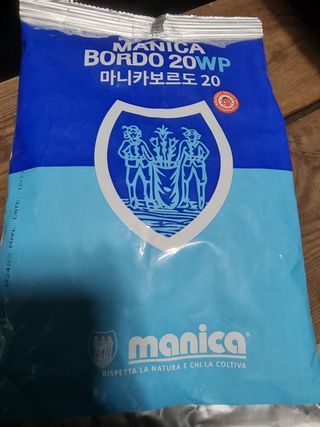 MANICA
BORDO 20WP
마니카보르도 20
manica®
RISPETTA LA NATURA E CHI LA COLTIVA